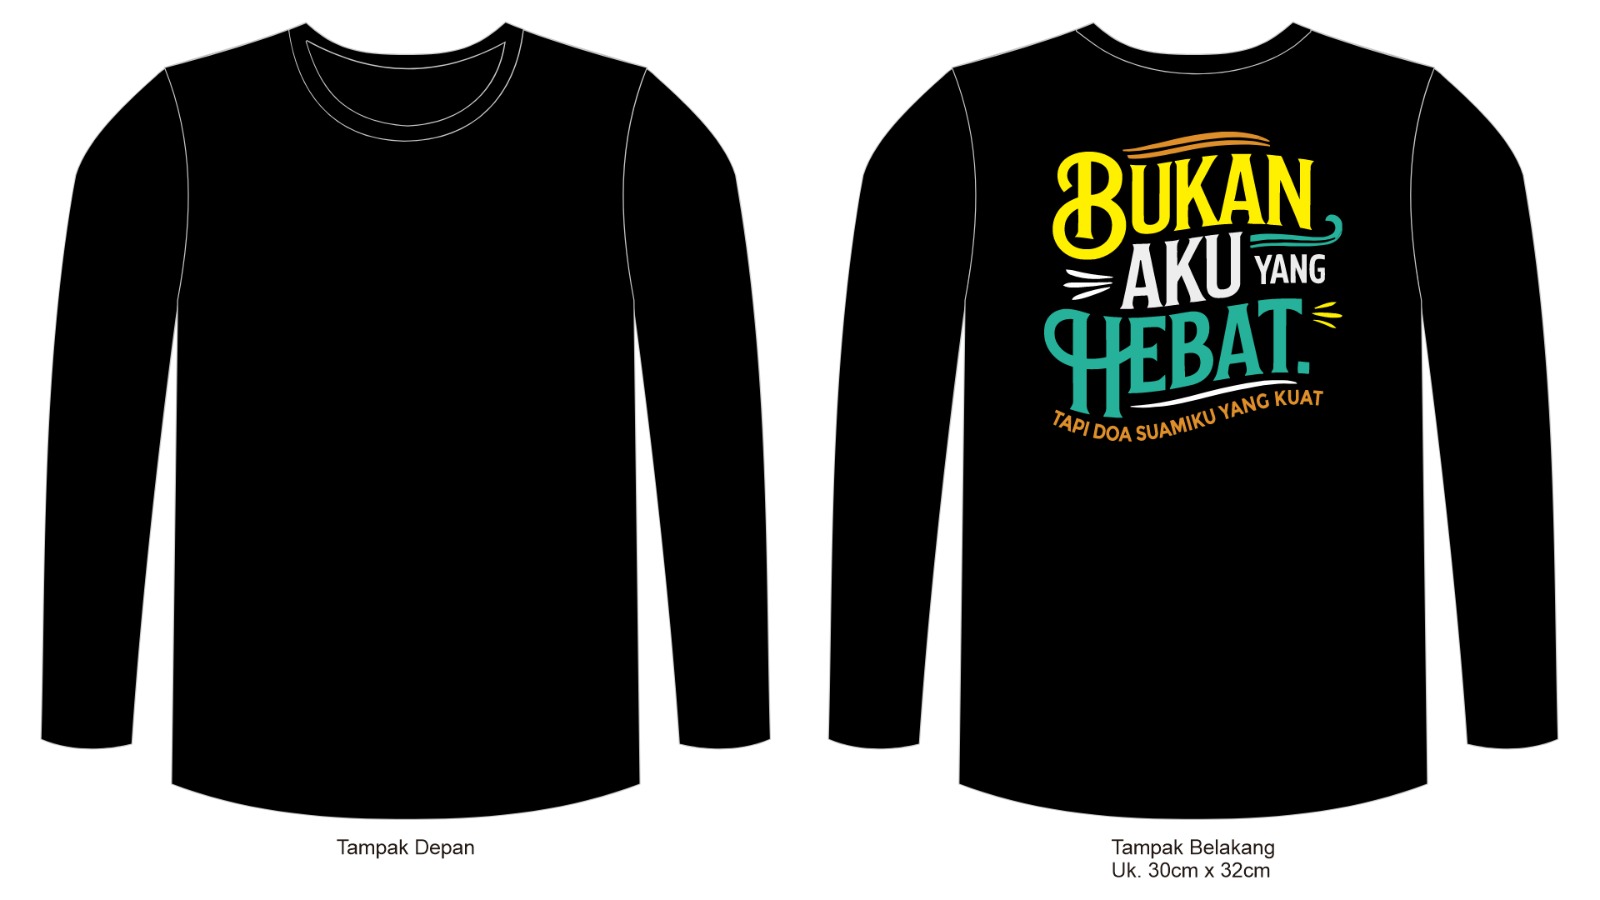 BUKAN
AKU YANG
HEBAT.
TAPI DOA SUAMIKU YANG KUAT
Tampak Depan
Tampak Belakang
Uk. 30cm x 32cm